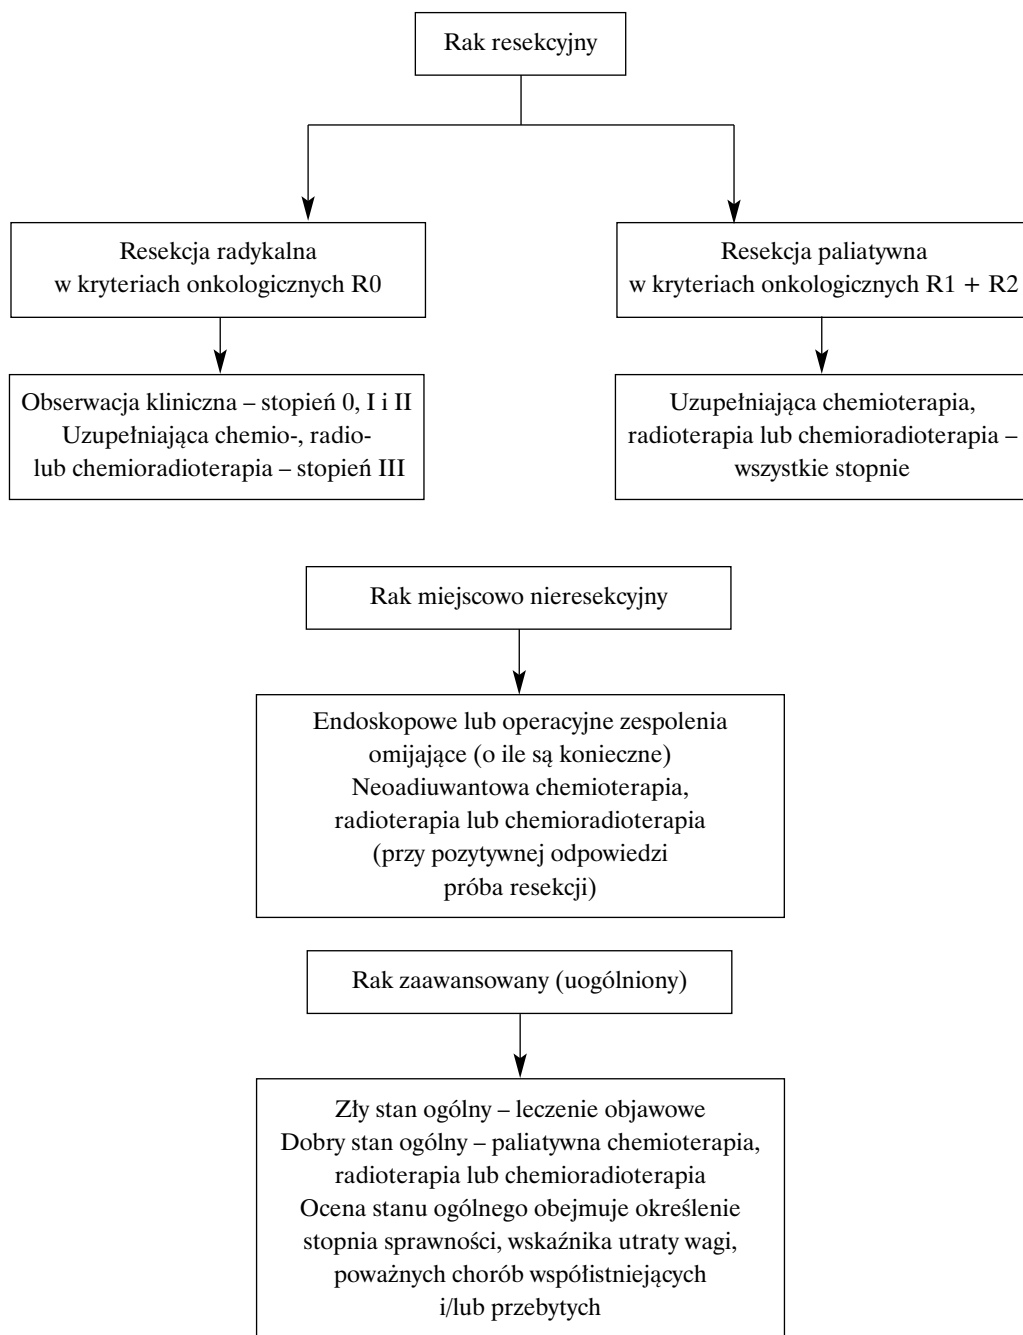 Rak resekcyjny
Resekcja radykalna
w kryteriach onkologicznych R0
Resekcja paliatywna
w kryteriach onkologicznych R1 + R2
Obserwacja kliniczna – stopień 0, I i II
Uzupełniająca chemio-, radio-
lub chemioradioterapia – stopień III
Uzupełniająca chemioterapia,
radioterapia lub chemioradioterapia –
wszystkie stopnie
Rak miejscowo nieresekcyjny
Endoskopowe lub operacyjne zespolenia
omijające (o ile są konieczne)
Neoadiuwantowa chemioterapia,
radioterapia lub chemioradioterapia
(przy pozytywnej odpowiedzi
próba resekcji)
Rak zaawansowany (uogólniony)
Zły stan ogólny – leczenie objawowe
Dobry stan ogólny – paliatywna chemioterapia,
radioterapia lub chemioradioterapia
Ocena stanu ogólnego obejmuje określenie
stopnia sprawności, wskaźnika utraty wagi,
poważnych chorób współistniejących
i/lub przebytych